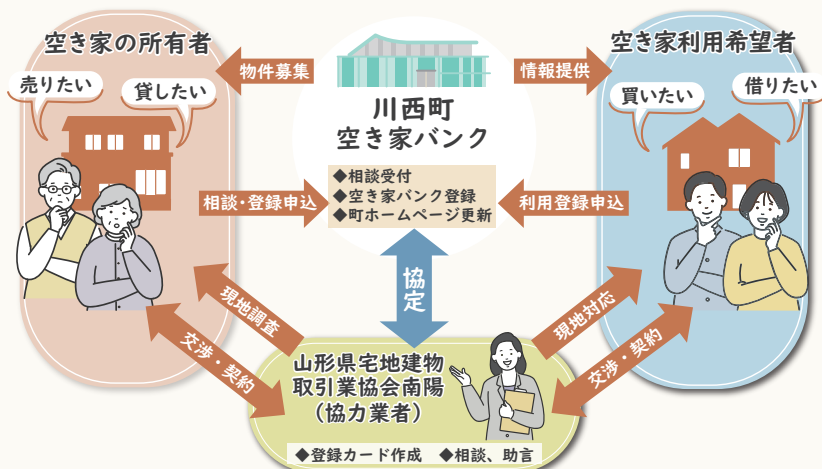 空き家の所有者
売りたい
貸したい
物件募集
川西町
空き家バンク
情報提供
空き家利用希望者
買いたい
借りたい
相談・登録申込
◆相談受付
◆空き家バンク登録
◆町ホームページ更新
利用登録申込
協定
現地調査
交渉・契約
現地対応
交渉・契約
山形県宅地建物
取引業協会南陽
（協力業者）
◆登録カード作成　◆相談、助言